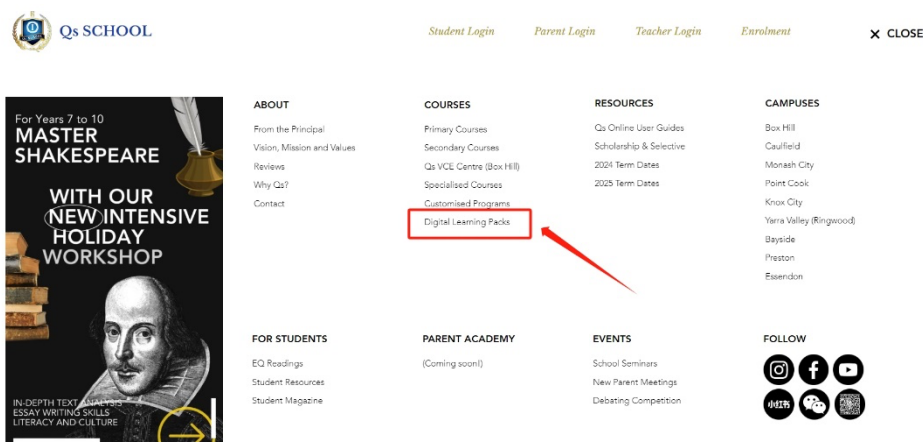 Qs SCHOOL
Student Login
Parent Login
Teacher Login
Enrolment
X CLOSE
For Years 7 to 10
MASTER
SHAKESPEARE
WITH OUR
NEW INTENSIVE
HOLIDAY
WORKSHOP
IN-DEPTH TEXT ANALYSIS
ESSAY WRITING SKILLS
LITERACY AND CULTURE
ABOUT
From the Principal
Vision, Mission and Values
Reviews
Why Qs?
Contact
COURSES
Primary Courses
Secondary Courses
Qs VCE Centre (Box Hill)
Specialised Courses
Customised Programs
Digital Learning Packs
RESOURCES
Qs Online User Guides
Scholarship & Selective
2024 Term Dates
2025 Term Dates
CAMPUSES
Box Hill
Caulfield
Monash City
Point Cook
Knox City
Yarra Valley (Ringwood)
Bayside
Preston
Essendon
FOR STUDENTS
EQ Readings
Student Resources
Student Magazine
PARENT ACADEMY
(Coming soon!)
EVENTS
School Seminars
New Parent Meetings
Debating Competition
FOLLOW
小红书